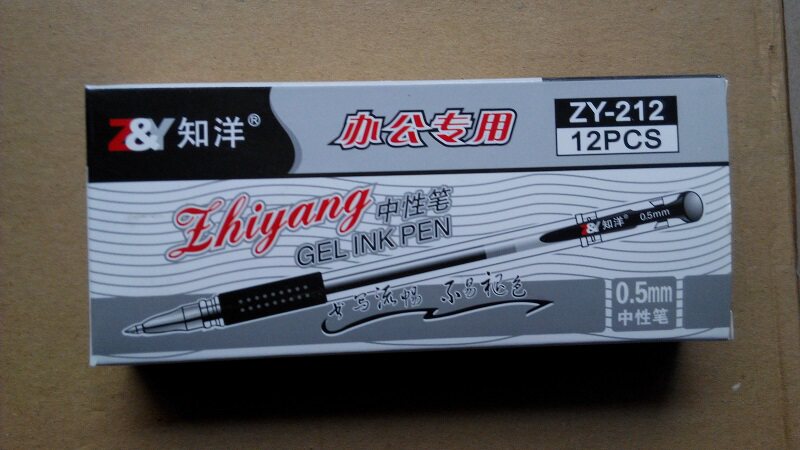 Z&Y 知洋®
办公专用
ZY-212
12PCS
Zhiyang 中性笔
GEL INK PEN
Z&Y 知洋® 0.5mm
书写流畅 不易褪色
0.5mm
中性笔